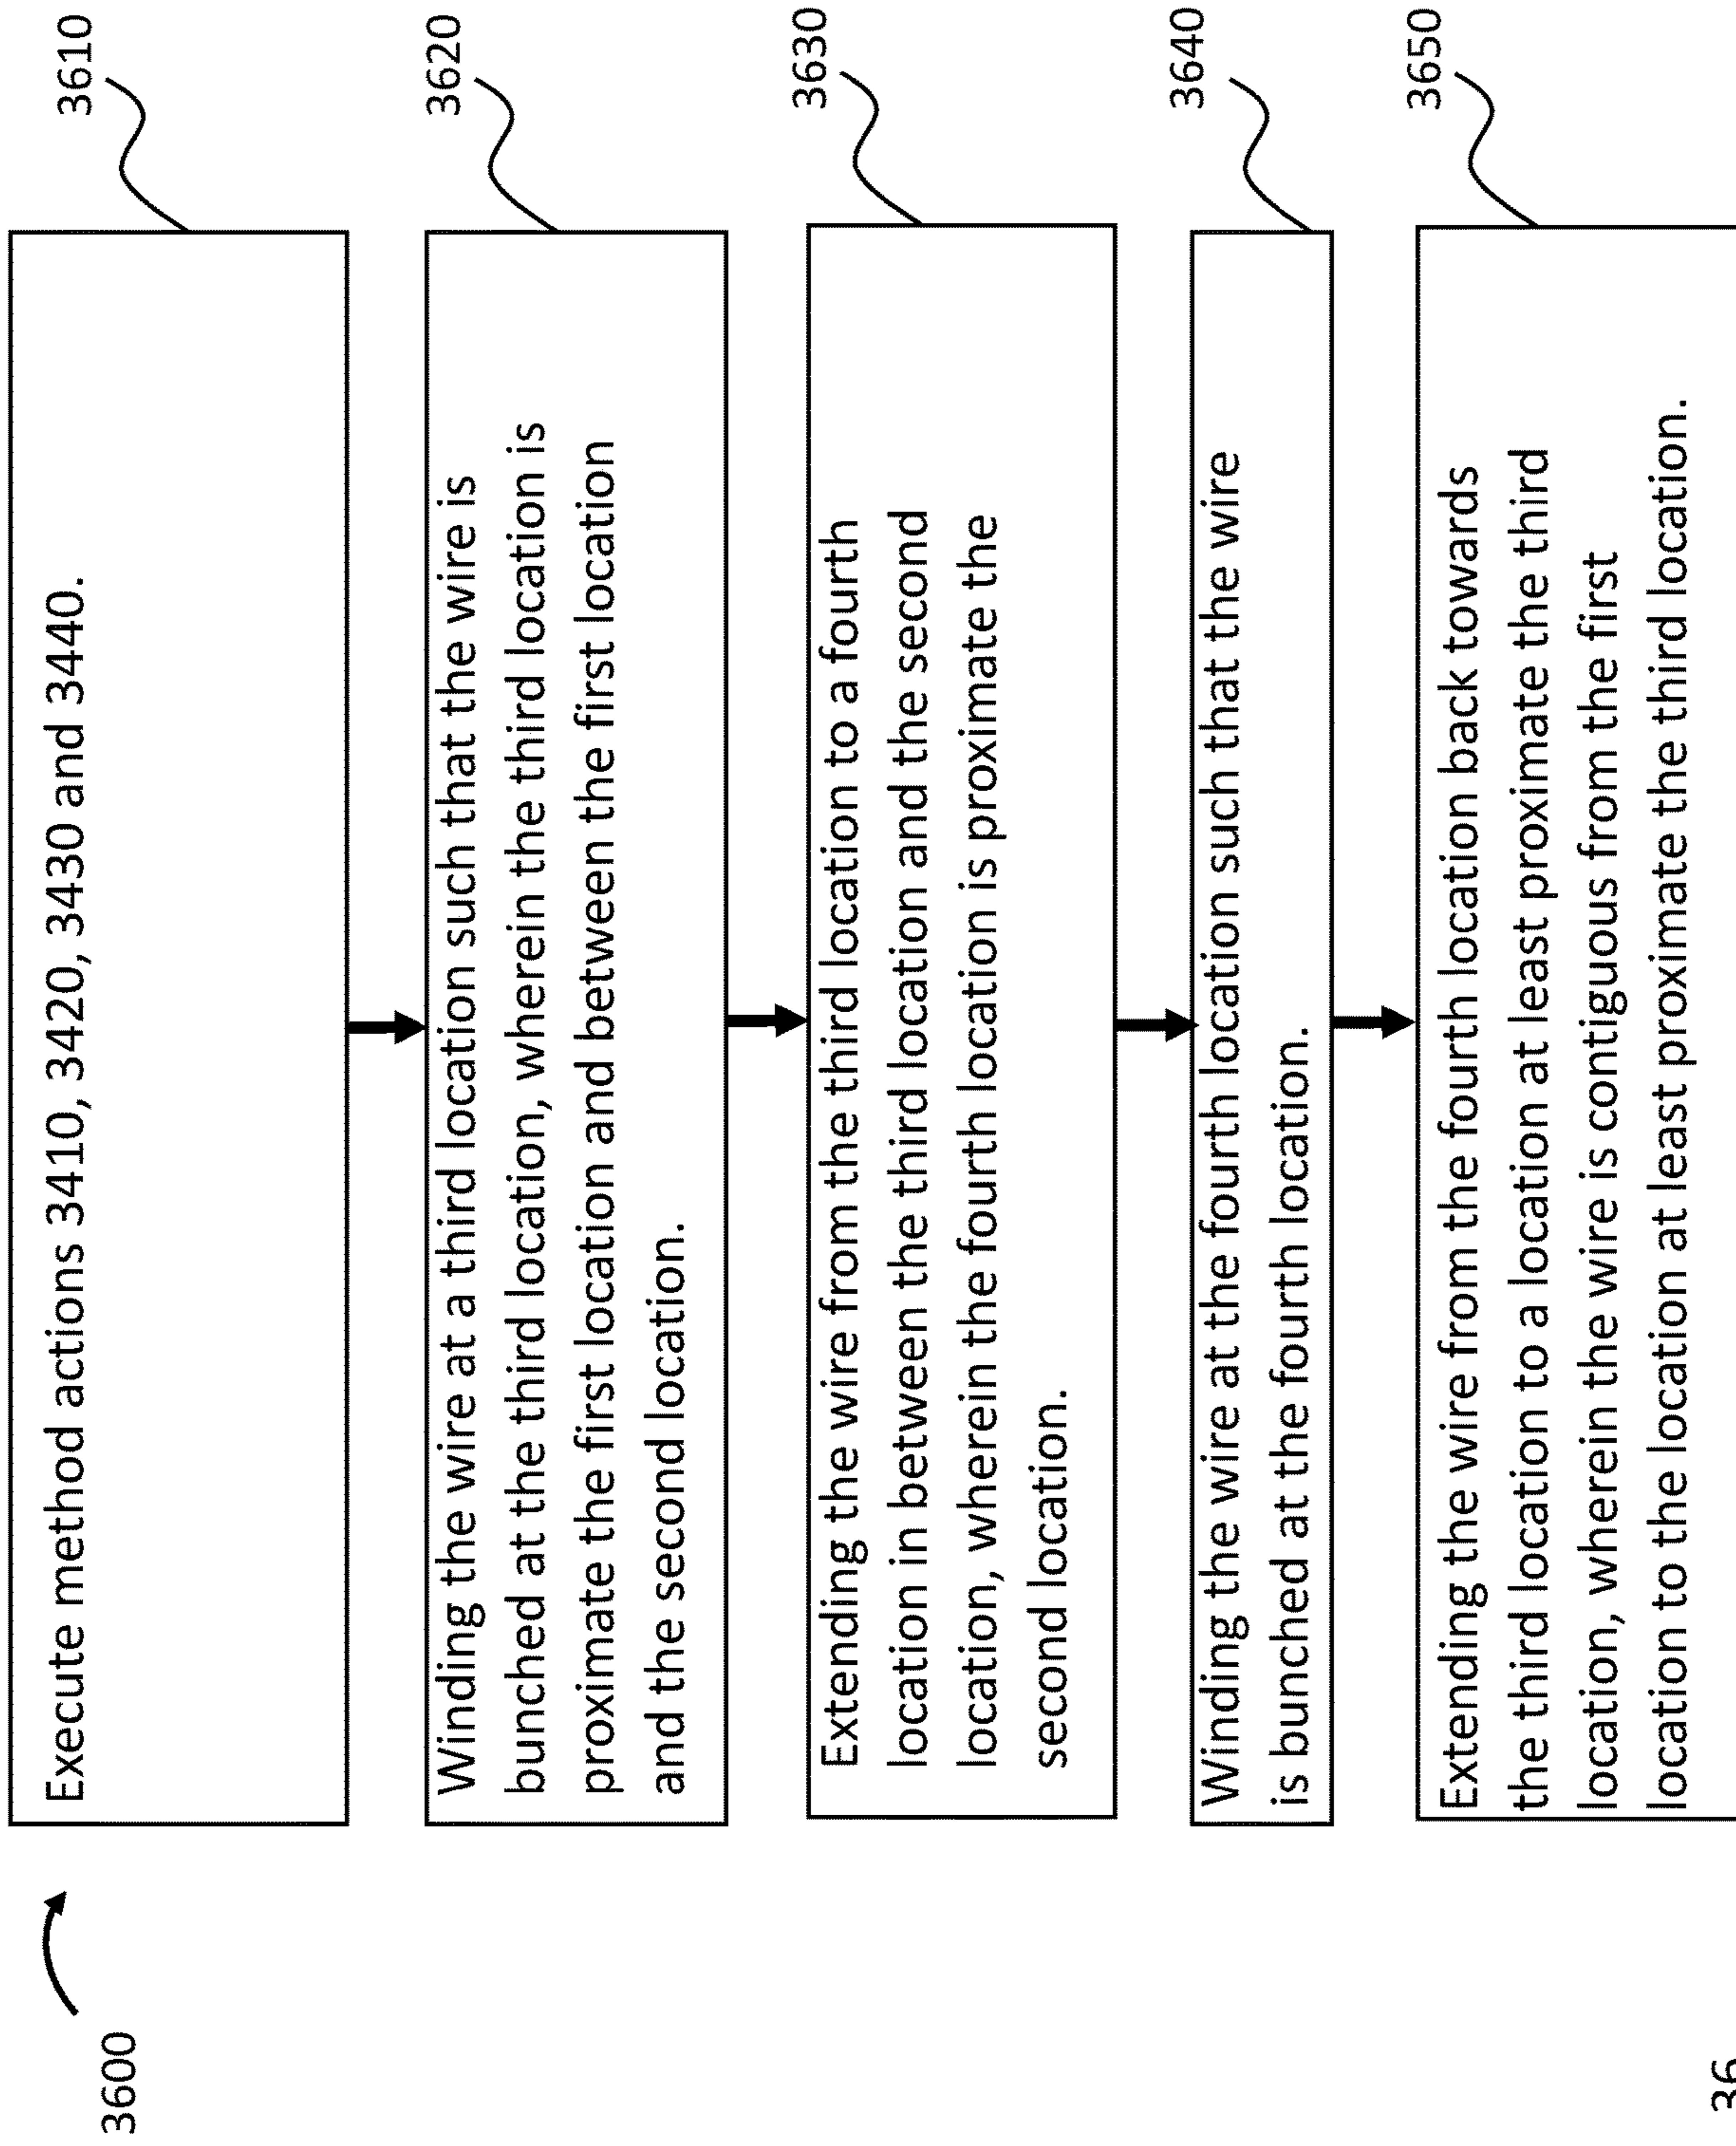 3600
Execute method actions 3410, 3420, 3430 and 3440.
3610
Winding the wire at a third location such that the wire is
bunched at the third location, wherein the third location is
proximate the first location and between the first location
and the second location.
3620
Extending the wire from the third location to a fourth
location in between the third location and the second
location, wherein the fourth location is proximate the
second location.
3630
Winding the wire at the fourth location such that the wire
is bunched at the fourth location.
3640
Extending the wire from the fourth location back towards
the third location to a location at least proximate the third
location, wherein the wire is contiguous from the first
location to the location at least proximate the third location.
3650
36